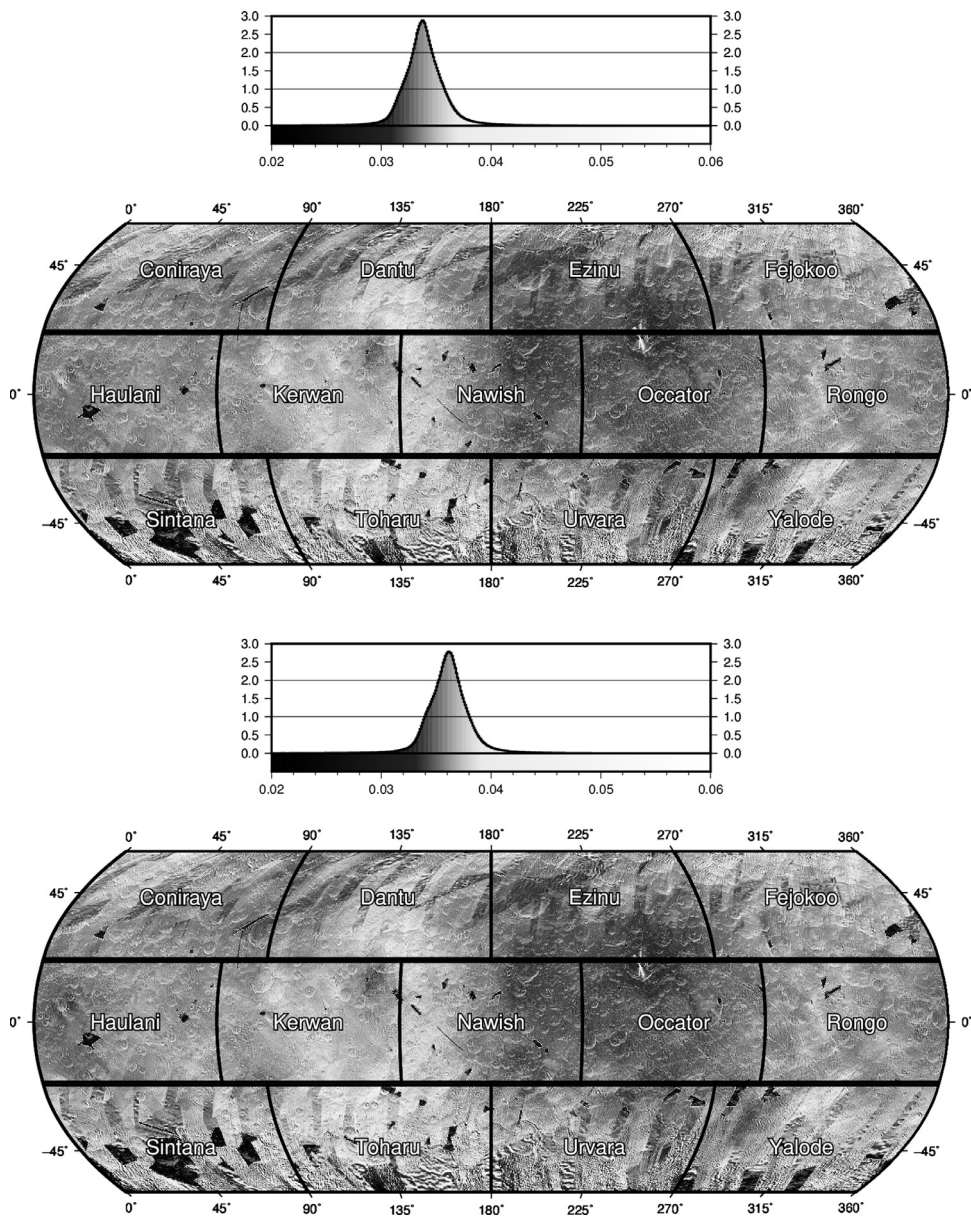 3.0 3.0
2.5 2.5
2.0 2.0
1.5 1.5
1.0 1.0
0.5 0.5
0.0 0.0
0.02 0.03 0.04 0.05 0.06
0° 45° 90° 135° 180° 225° 270° 315° 360°
45° Coniraya Dantu Ezinu Fejokoo 45°
0° Haulani Kerwan Nawish Occator Rongo 0°
−45° Sintana Toharu Urvara Yalode −45°
0° 45° 90° 135° 180° 225° 270° 315° 360°
3.0 3.0
2.5 2.5
2.0 2.0
1.5 1.5
1.0 1.0
0.5 0.5
0.0 0.0
0.02 0.03 0.04 0.05 0.06
0° 45° 90° 135° 180° 225° 270° 315° 360°
45° Coniraya Dantu Ezinu Fejokoo 45°
0° Haulani Kerwan Nawish Occator Rongo 0°
−45° Sintana Toharu Urvara Yalode −45°
0° 45° 90° 135° 180° 225° 270° 315° 360°